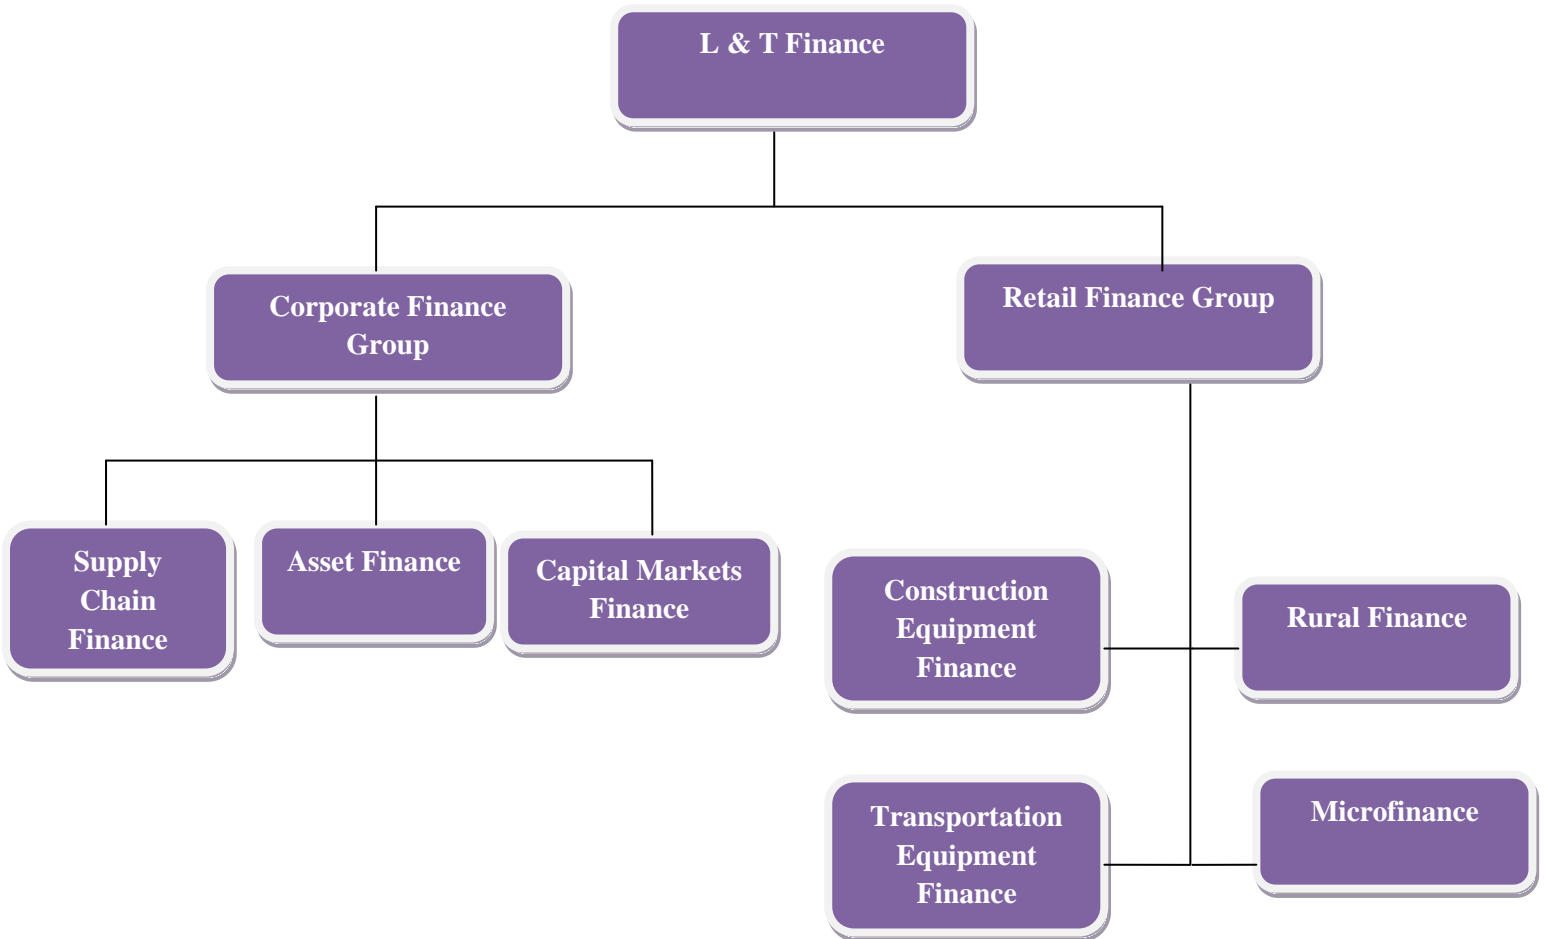 L & T Finance
Corporate Finance
Group
Retail Finance Group
Supply
Chain
Finance
Asset Finance
Capital Markets
Finance
Construction
Equipment
Finance
Rural Finance
Transportation
Equipment
Finance
Microfinance